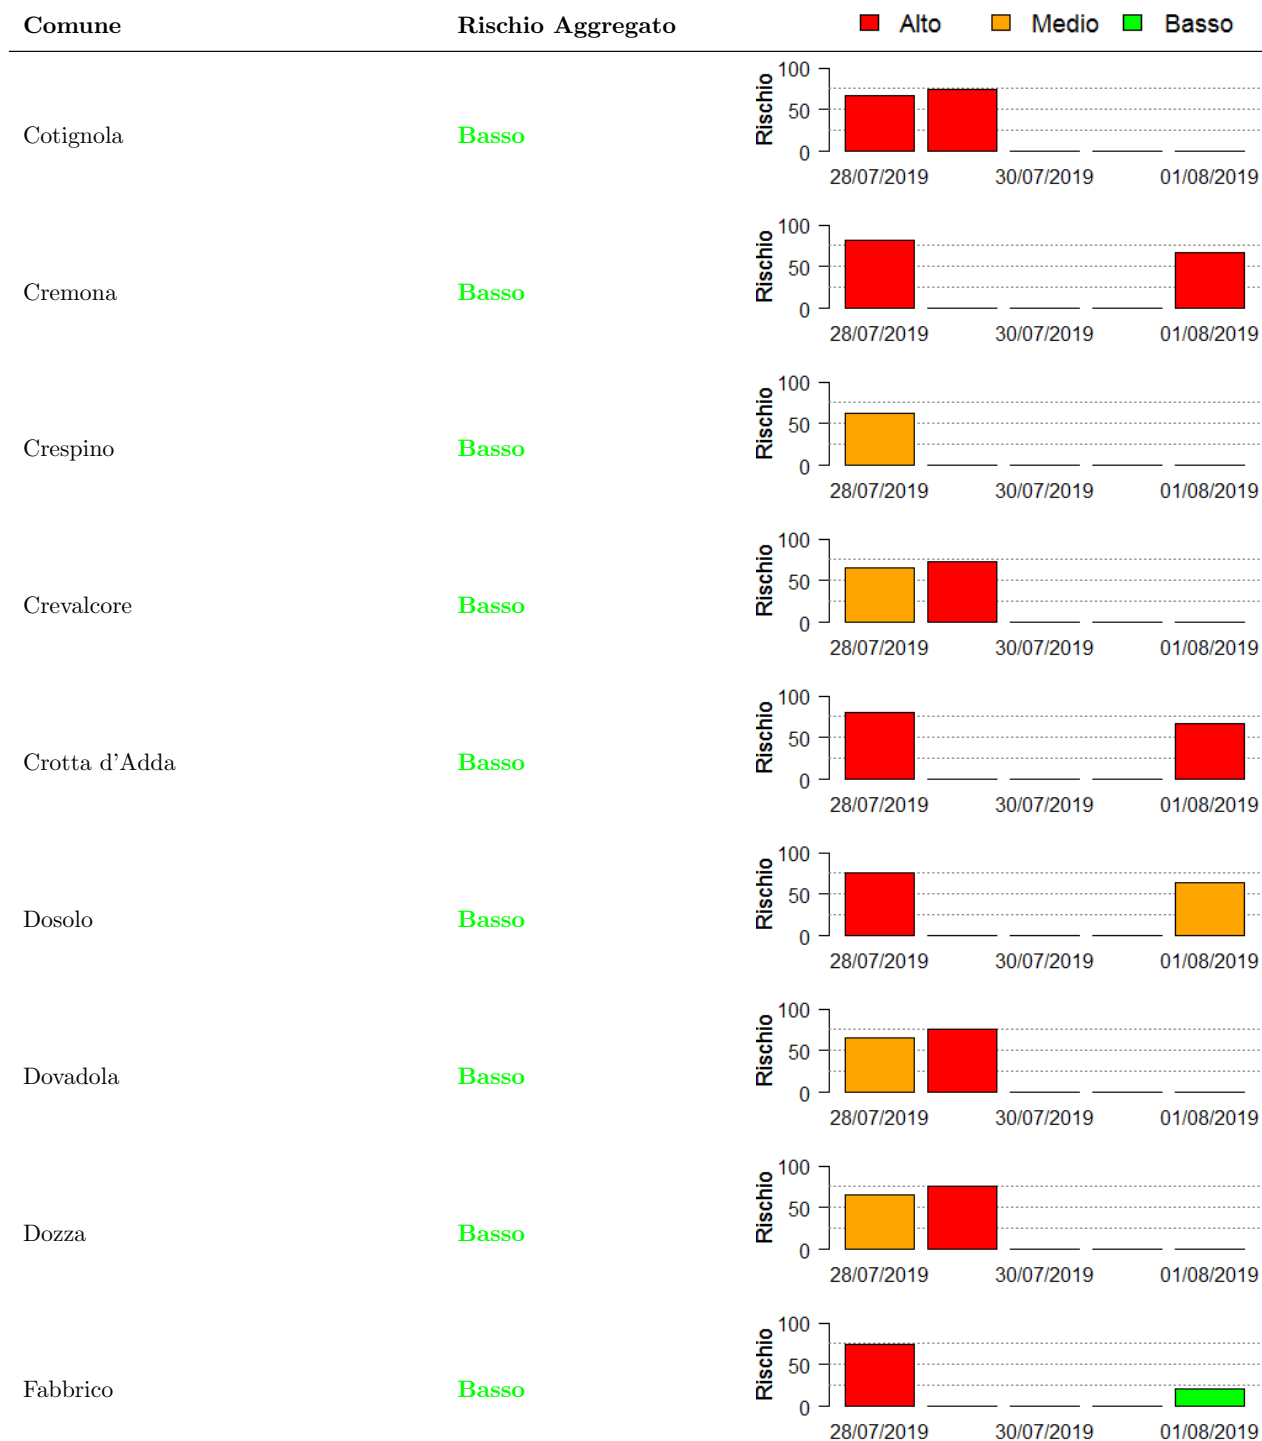 Comune Rischio Aggregato Alto Medio Basso
Cotignola Basso
Rischio
100
50
0
28/07/2019 30/07/2019 01/08/2019
Cremona Basso
Rischio
100
50
0
28/07/2019 30/07/2019 01/08/2019
Crespino Basso
Rischio
100
50
0
28/07/2019 30/07/2019 01/08/2019
Crevalcore Basso
Rischio
100
50
0
28/07/2019 30/07/2019 01/08/2019
Crotta d'Adda Basso
Rischio
100
50
0
28/07/2019 30/07/2019 01/08/2019
Dosolo Basso
Rischio
100
50
0
28/07/2019 30/07/2019 01/08/2019
Dovadola Basso
Rischio
100
50
0
28/07/2019 30/07/2019 01/08/2019
Dozza Basso
Rischio
100
50
0
28/07/2019 30/07/2019 01/08/2019
Fabbrico Basso
Rischio
100
50
0
28/07/2019 30/07/2019 01/08/2019